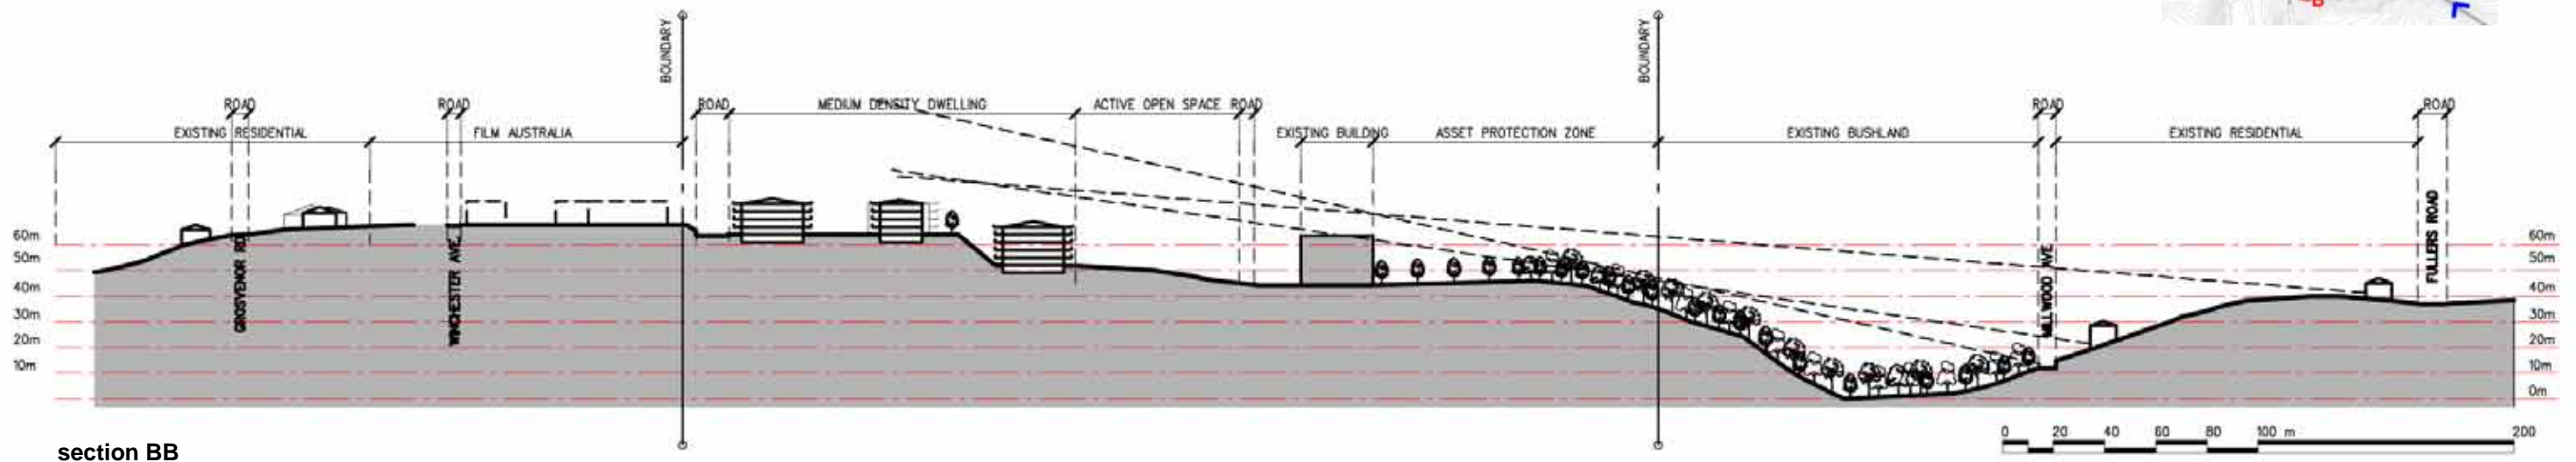 B
BOUNDARY
BOUNDARY
ROAD
ROAD
ROAD
MEDIUM DENSITY DWELLING
ACTIVE OPEN SPACE
ROAD
ROAD
ROAD
EXISTING RESIDENTIAL
FILM AUSTRALIA
EXISTING BUILDING
ASSET PROTECTION ZONE
EXISTING BUSHLAND
EXISTING RESIDENTIAL
GROSVENOR RD
WINCHESTER AVE
MILLWOOD AVE
FULLERS ROAD
60m
50m
40m
30m
20m
10m
60m
50m
40m
30m
20m
10m
0m
0 20 40 60 80 100 m 200
section BB